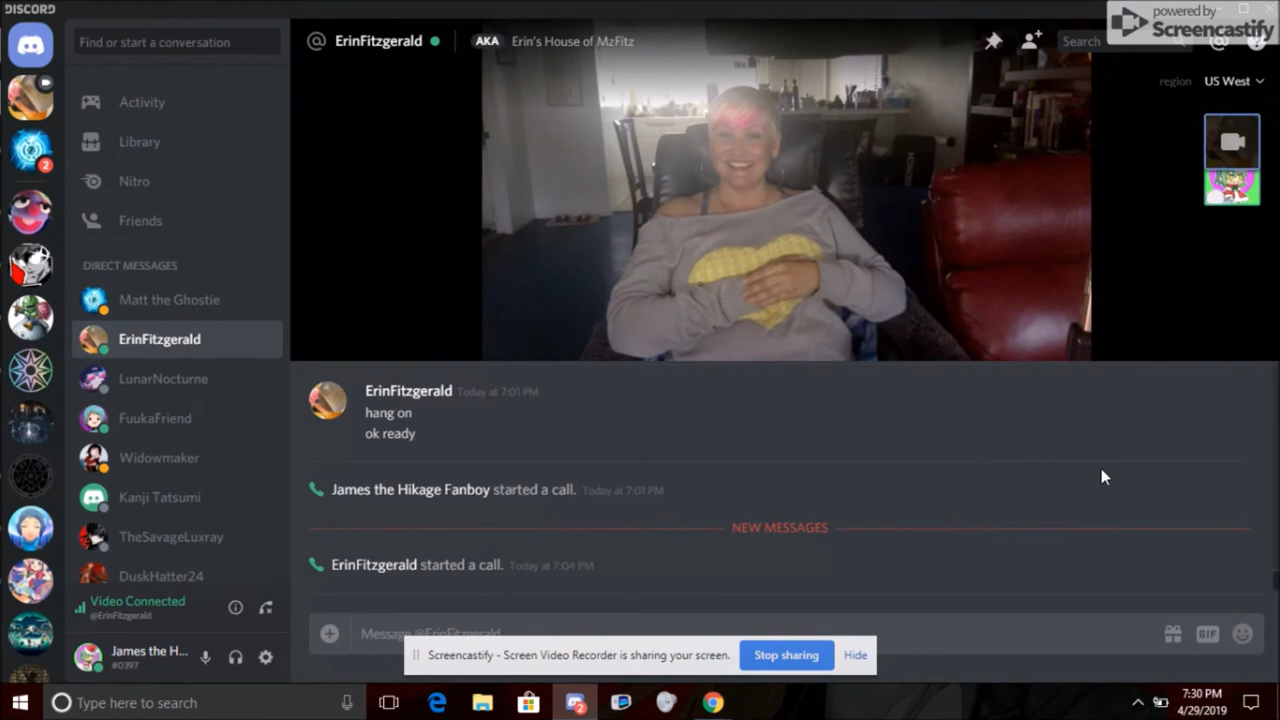 DISCORD
powered by
Screencastify
Find or start a conversation
ErinFitzgerald
AKA Erin's House of MzFitz
Search
region US West
Activity
Library
Nitro
Friends
DIRECT MESSAGES
Matt the Ghostie
ErinFitzgerald
LunarNocturne
FuukaFriend
Widowmaker
Kanji Tatsumi
TheSavageLuxray
DuskHatter24
2
ErinFitzgerald Today at 7:01 PM
hang on
ok ready
James the Hikage Fanboy started a call. Today at 7:01 PM
NEW MESSAGES
ErinFitzgerald started a call. Today at 7:04 PM
Video Connected
@ErinFitzgerald
James the H...
#0397
Message @ErinFitzgerald
GIF
Screencastify - Screen Video Recorder is sharing your screen. Stop sharing Hide
Type here to search
2
7:30 PM
4/29/2019